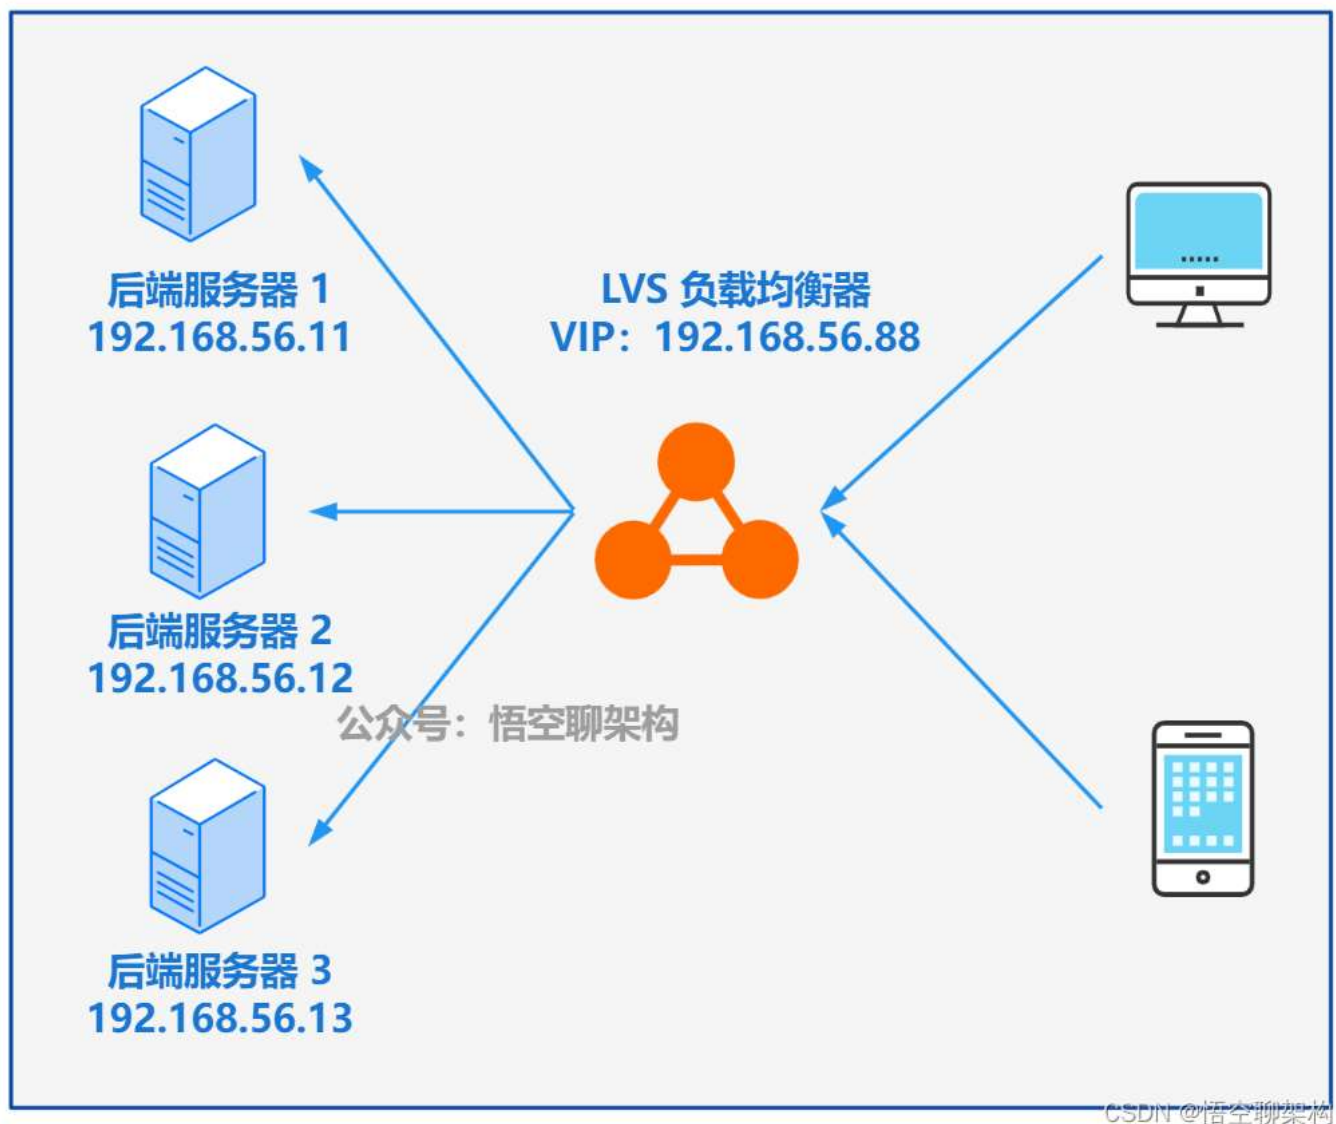 后端服务器 1
192.168.56.11
LVS 负载均衡器
VIP：192.168.56.88
后端服务器 2
192.168.56.12
公众号：悟空聊架构
后端服务器 3
192.168.56.13
CSDN @悟空聊架构